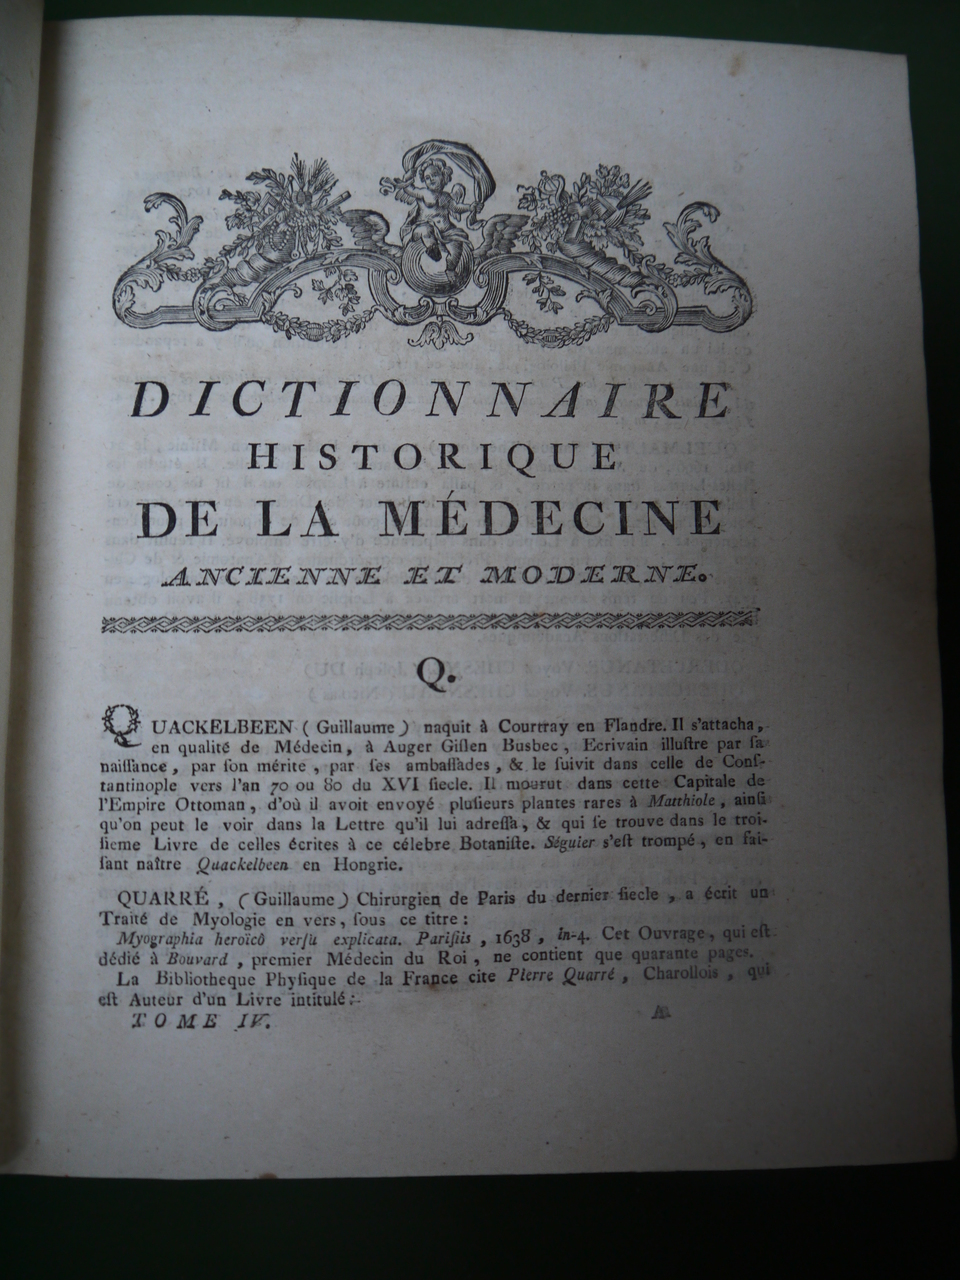 DICTIONNAIRE
HISTORIQUE
DE LA MÉDECINE
ANCIENNE ET MODERNE.
Q.
QUACKELBEEN ( Guillaume ) naquit à Courtray en Flandre. Il s'attacha,
en qualité de Médecin, à Auger Giſlen Busbec, Ecrivain illuſtre par ſa
naiſſance, par ſon mérite, par ſes ambaſſades, & le ſuivit dans celle de Conſ-
tantinople vers l'an 70 ou 80 du XVI ſiecle. Il mourut dans cette Capitale de
l'Empire Ottoman, d'où il avoit envoyé pluſieurs plantes rares à Matthiole, ainſi
qu'on peut le voir dans la Lettre qu'il lui adreſſa, & qui ſe trouve dans le troi-
ſieme Livre de celles écrites à ce célebre Botaniſte. Séguier s'eſt trompé, en fai-
ſant naître Quackelbeen en Hongrie.
QUARRÉ, ( Guillaume ) Chirurgien de Paris du dernier ſiecle, a écrit un
Traité de Myologie en vers, ſous ce titre :
Myographia heroïcô verſu explicata. Pariſiis, 1638, in-4. Cet Ouvrage, qui eſt
dédié à Bouvard, premier Médecin du Roi, ne contient que quarante pages.
La Bibliotheque Phyſique de la France cite Pierre Quarré, Charollois, qui
eſt Auteur d'un Livre intitulé :
TOME IV. A